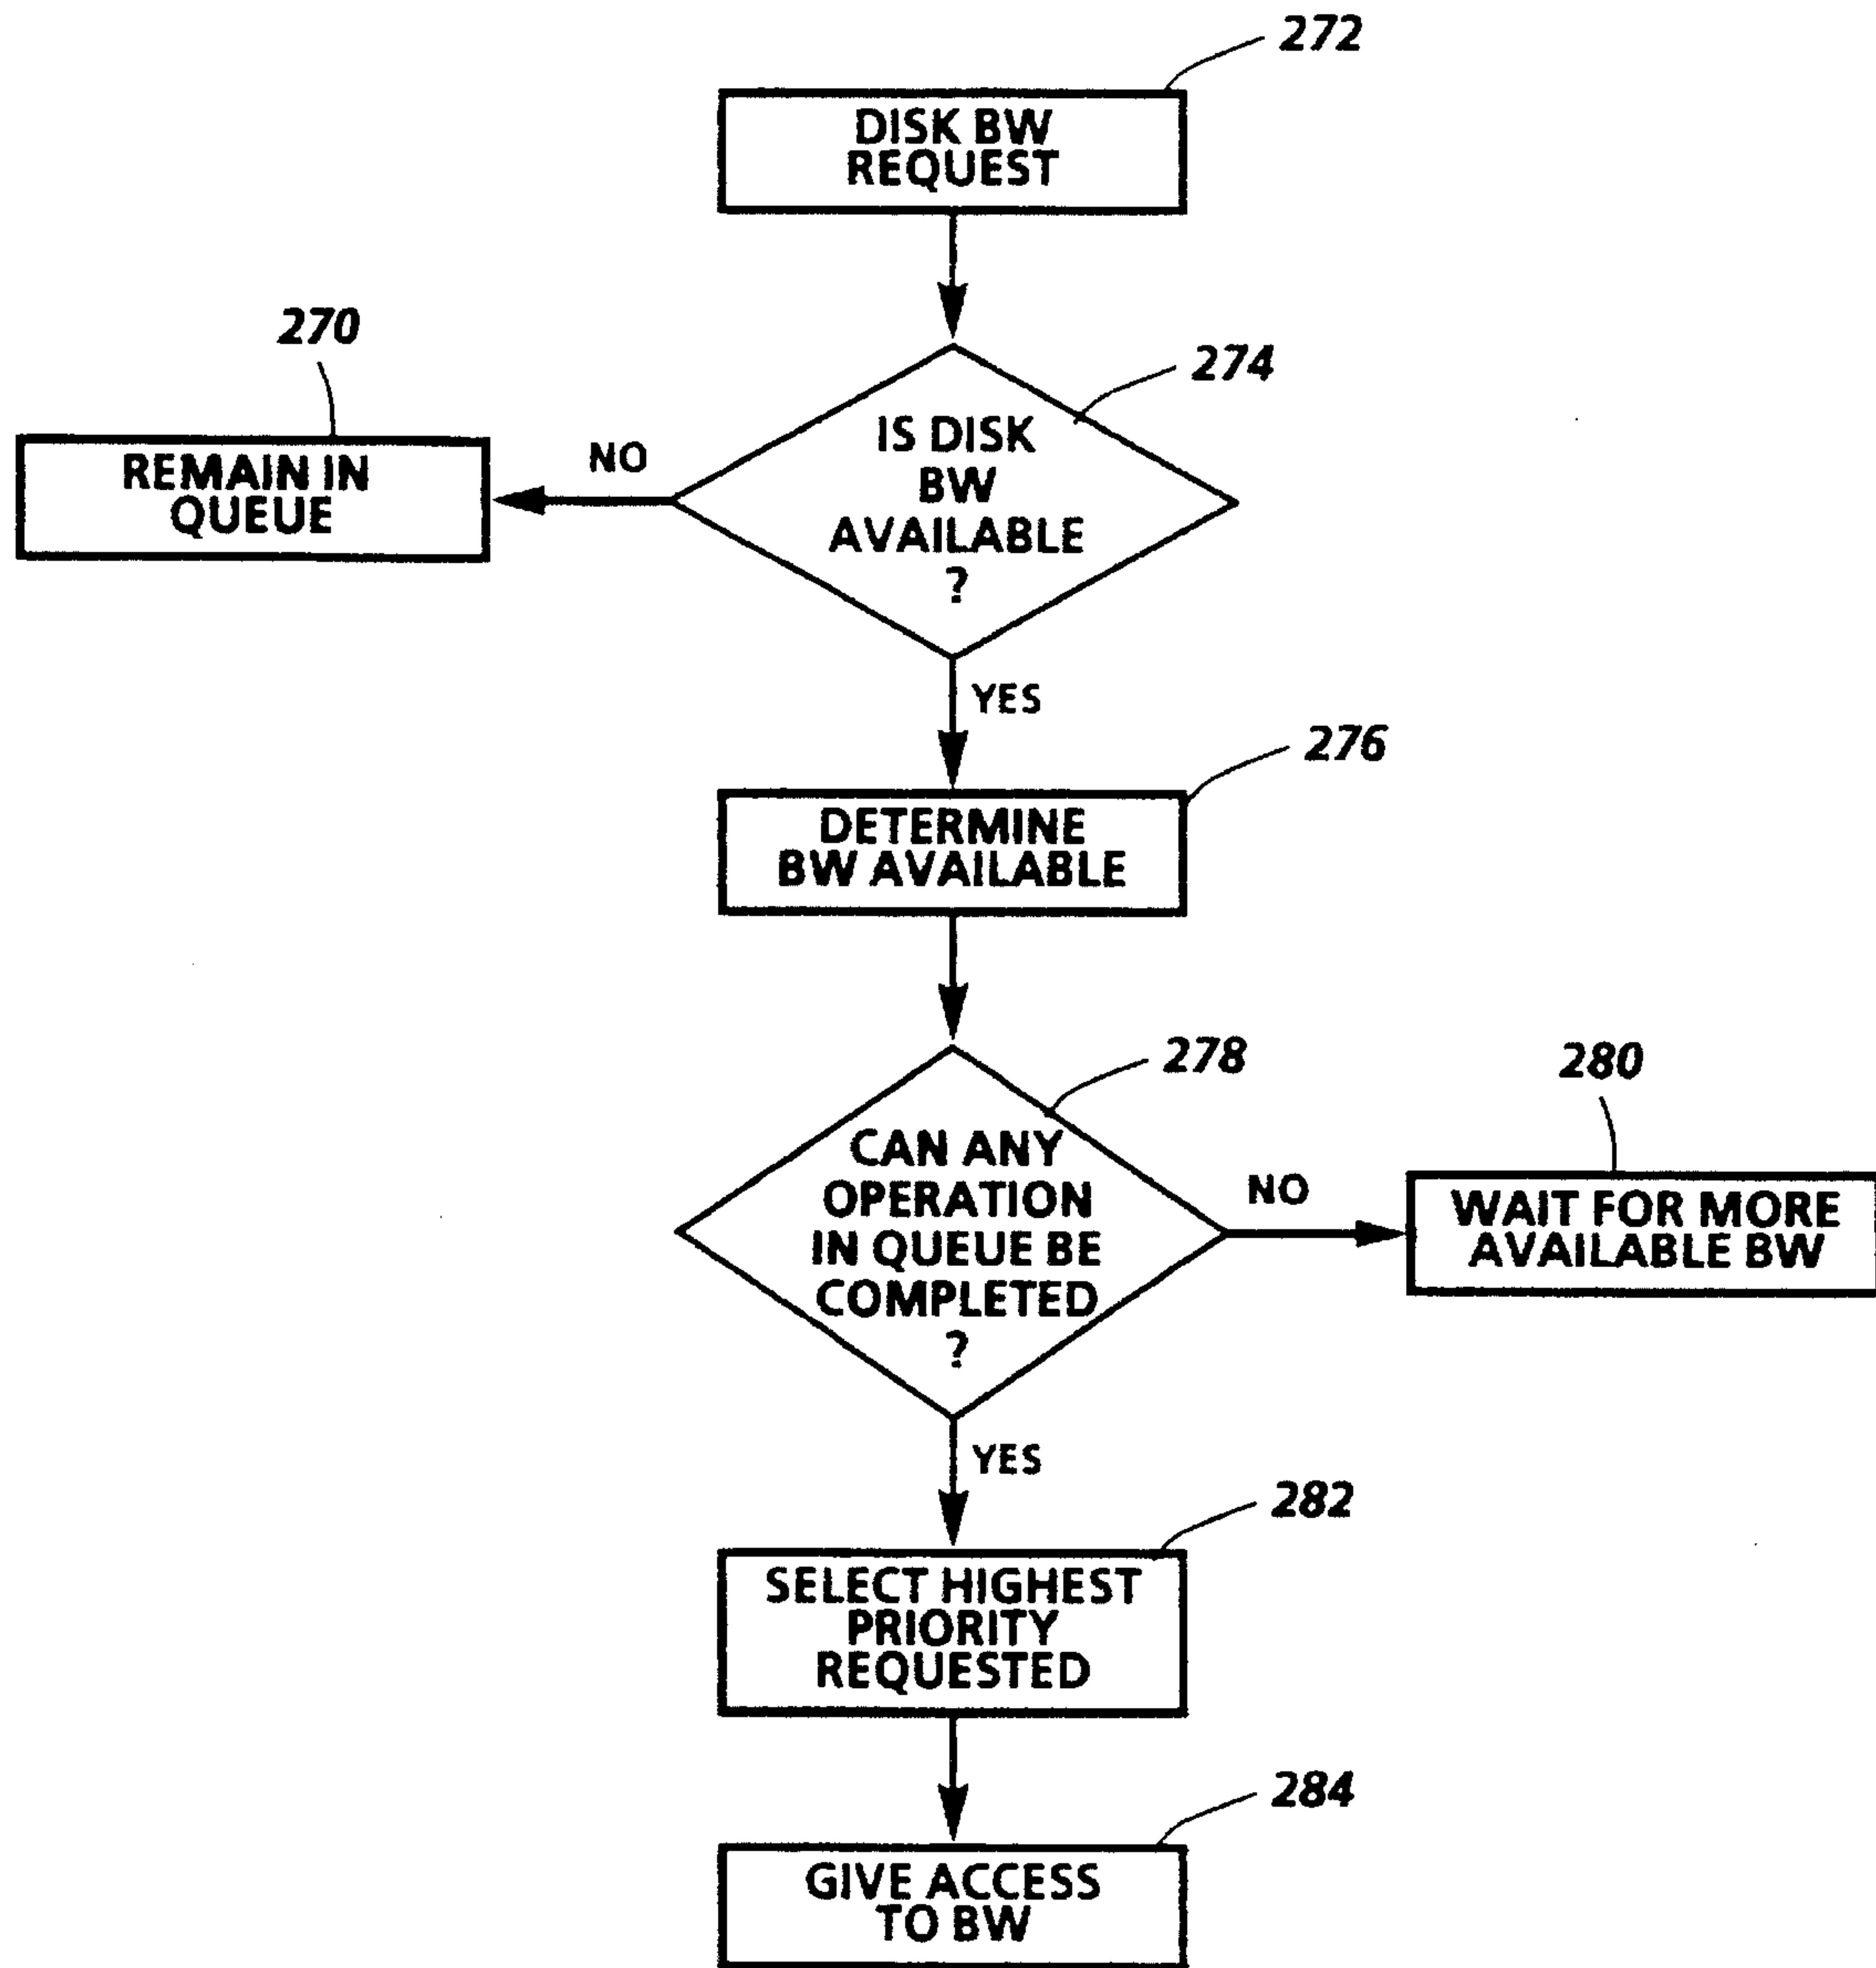 272
DISK BW
REQUEST
270
274
IS DISK
BW
AVAILABLE
?
NO
REMAIN IN
QUEUE
YES
276
DETERMINE
BW AVAILABLE
278
280
CAN ANY
OPERATION
IN QUEUE BE
COMPLETED
?
NO
WAIT FOR MORE
AVAILABLE BW
YES
282
SELECT HIGHEST
PRIORITY
REQUESTED
284
GIVE ACCESS
TO BW